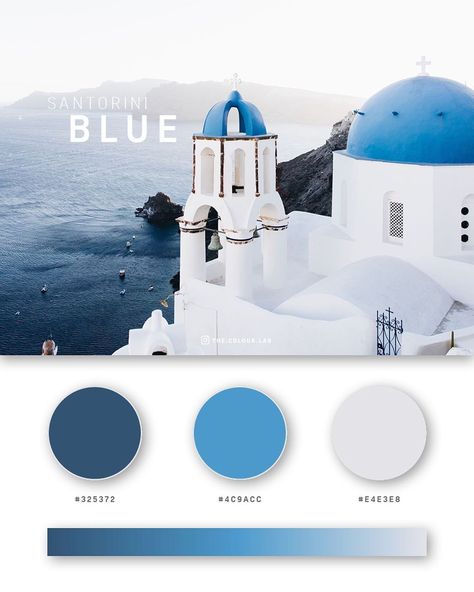 SANTORINI
BLUE
THE.COLOUR.LAB
#325372
#4C9ACC
#E4E3E8